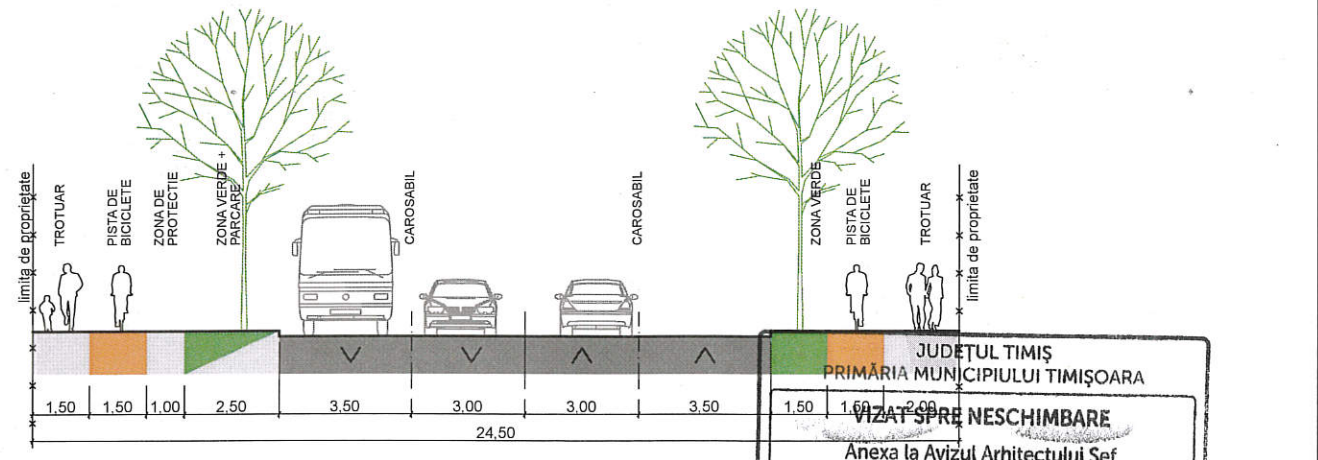 limita de proprietate
TROTUAR
PISTA DE
BICICLETE
ZONA DE
PROTECTIE
ZONA VERDE +
PARCARE
CAROSABIL
CAROSABIL
ZONA VERDE
PISTA DE
BICICLETE
TROTUAR
limita de proprietate
1,50 1,50 1,00 2,50 3,50 3,00 3,00 3,50 1,50 1,50 2,00
24,50
JUDEȚUL TIMIȘ
PRIMĂRIA MUNICIPIULUI TIMIȘOARA
VIZAT SPRE NESCHIMBARE
Anexa la Avizul Arhitectului Șef